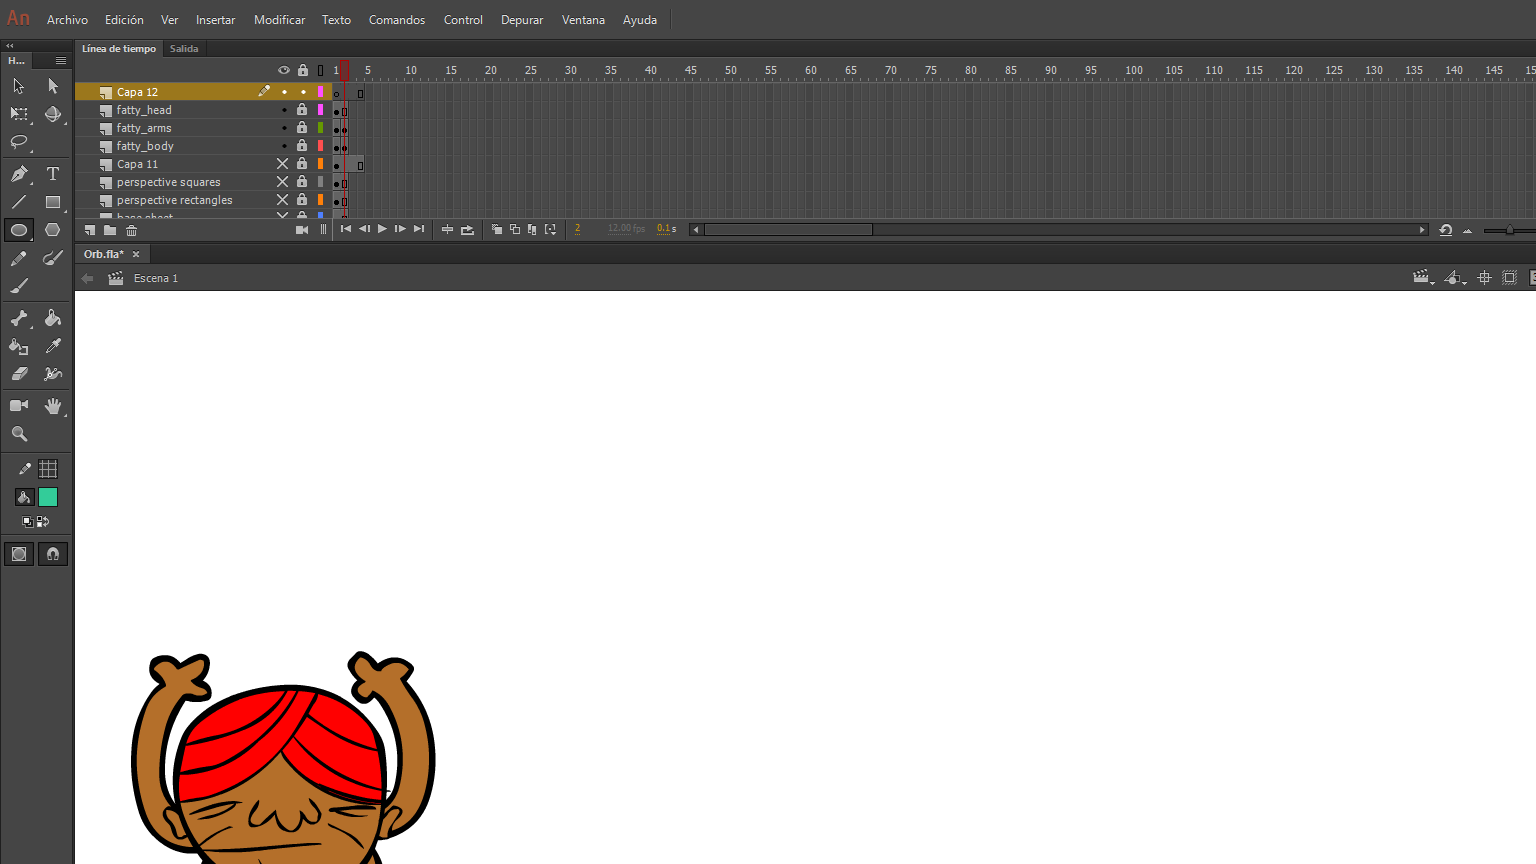 An Archivo Edición Ver Insertar Modificar Texto Comandos Control Depurar Ventana Ayuda
H... Línea de tiempo Salida
1 5 10 15 20 25 30 35 40 45 50 55 60 65 70 75 80 85 90 95 100 105 110 115 120 125 130 135 140 145 15
Capa 12
fatty_head
fatty_arms
fatty_body
Capa 11
perspective squares
perspective rectangles
base sheet
2 12.00 fps 0.1 s
Orb.fla*
Escena 1